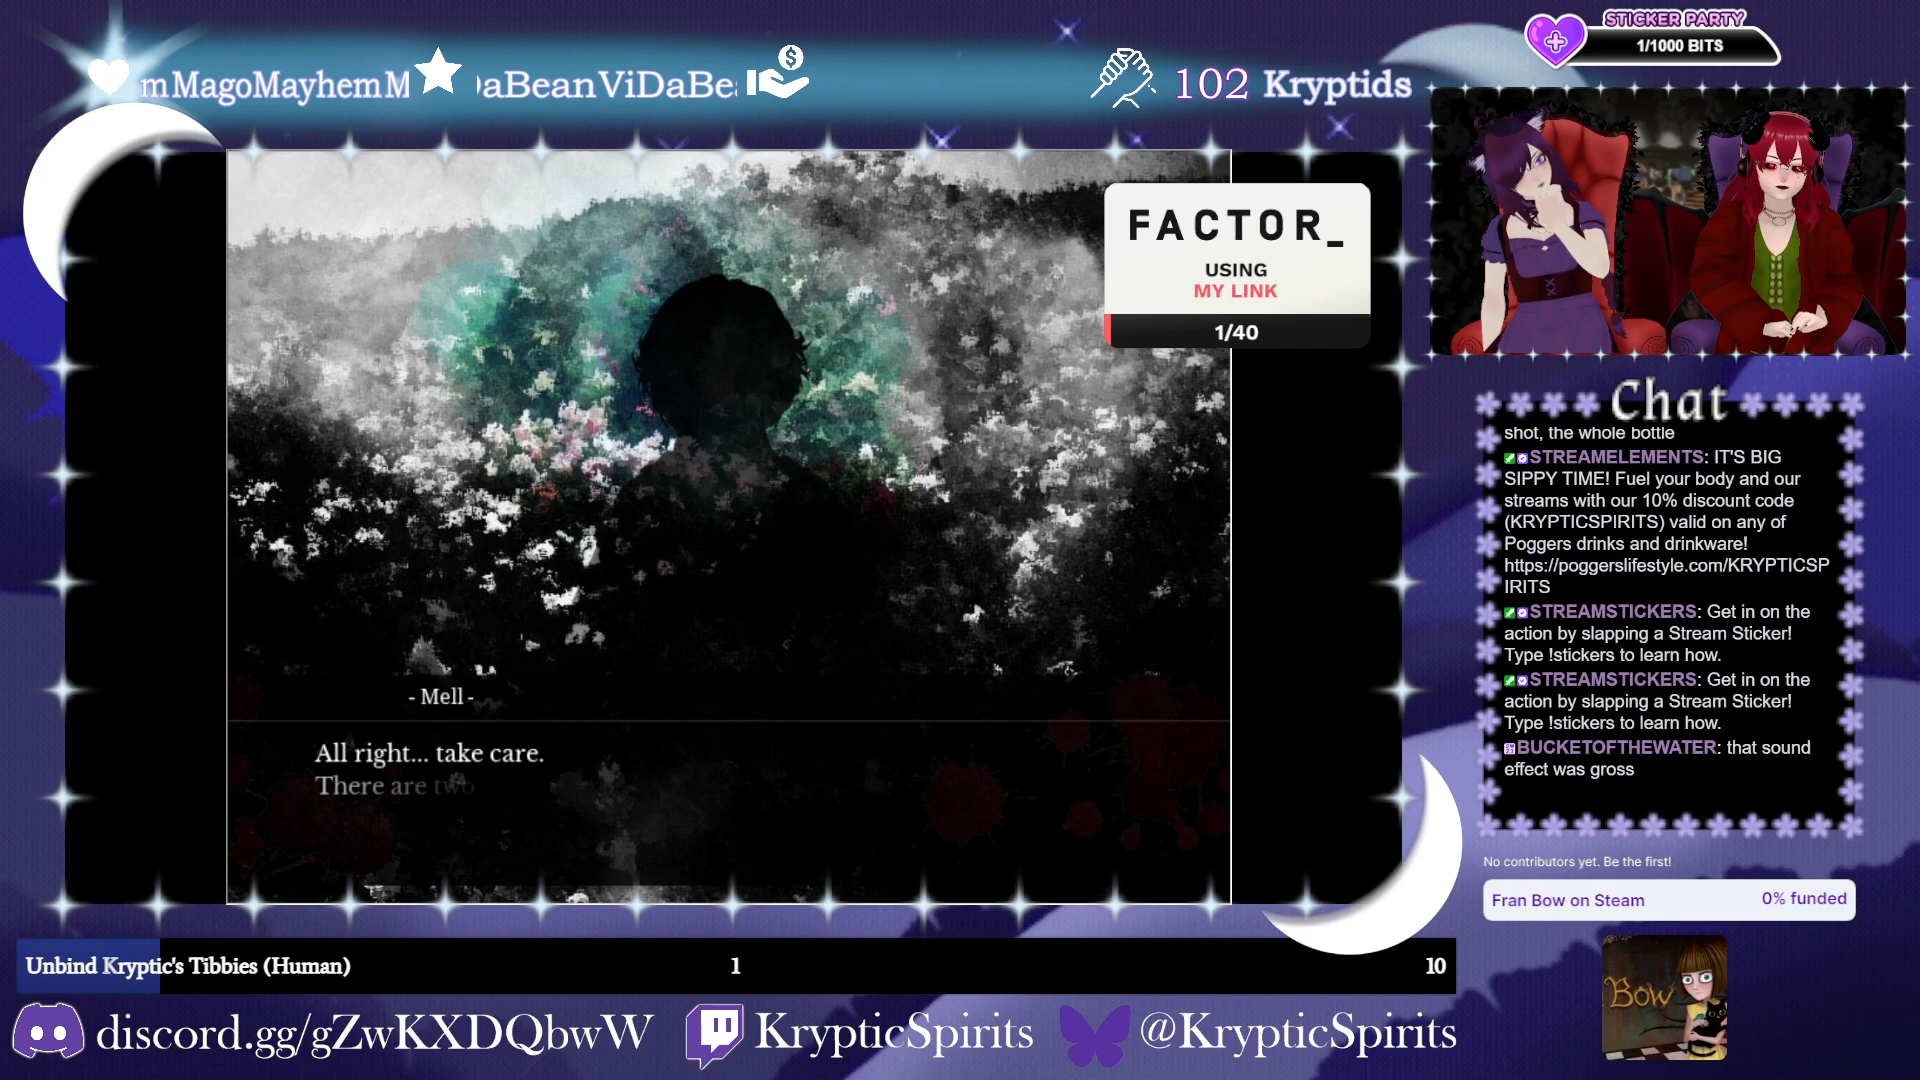 STICKER PARTY
1/1000 BITS
mMagoMayhemM
aBeanViDaBe
102 Kryptids
FACTOR_
USING
MY LINK
1/40
- Mell -
All right... take care.
There are two
Chat
shot, the whole bottle
STREAMELEMENTS: IT'S BIG
SIPPY TIME! Fuel your body and our
streams with our 10% discount code
(KRYPTICSPIRITS) valid on any of
Poggers drinks and drinkware!
https://poggerslifestyle.com/KRYPTICSP
IRITS
STREAMSTICKERS: Get in on the
action by slapping a Stream Sticker!
Type !stickers to learn how.
STREAMSTICKERS: Get in on the
action by slapping a Stream Sticker!
Type !stickers to learn how.
BUCKETOFTHEWATER: that sound
effect was gross
No contributors yet. Be the first!
Fran Bow on Steam 0% funded
Bow
Unbind Kryptic's Tibbies (Human) 1 10
discord.gg/gZwKXDQbwW KrypticSpirits @KrypticSpirits